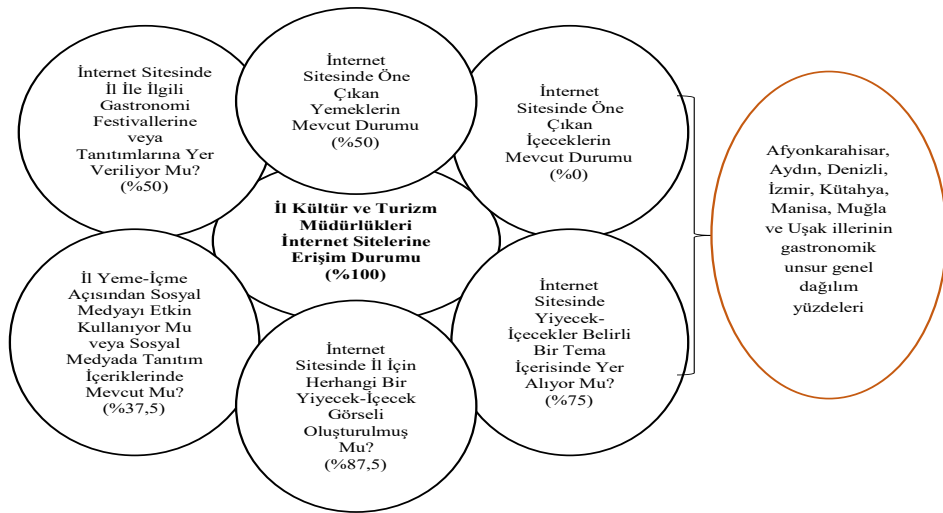 İnternet Sitesinde
İl İle İlgili
Gastronomi
Festivallerine
veya
Tanıtımlarına Yer
Veriliyor Mu?
(%50)
İnternet
Sitesinde Öne
Çıkan
Yemeklerin
Mevcut Durumu
(%50)
İnternet
Sitesinde Öne
Çıkan
İçeceklerin
Mevcut Durumu
(%0)
İl Kültür ve Turizm
Müdürlükleri
İnternet Sitelerine
Erişim Durumu
(%100)
İl Yeme-İçme
Açısından Sosyal
Medyayı Etkin
Kullanıyor Mu
veya Sosyal
Medyada Tanıtım
İçeriklerinde
Mevcut Mu?
(%37,5)
İnternet
Sitesinde İl İçin
Herhangi Bir
Yiyecek-İçecek
Görseli
Oluşturulmuş
Mu?
(%87,5)
İnternet
Sitesinde
Yiyecek-
İçecekler Belirli
Bir Tema
İçerisinde Yer
Alıyor Mu?
(%75)
Afyonkarahisar,
Aydın, Denizli,
İzmir, Kütahya,
Manisa, Muğla
ve Uşak illerinin
gastronomik
unsur genel
dağılım
yüzdeleri